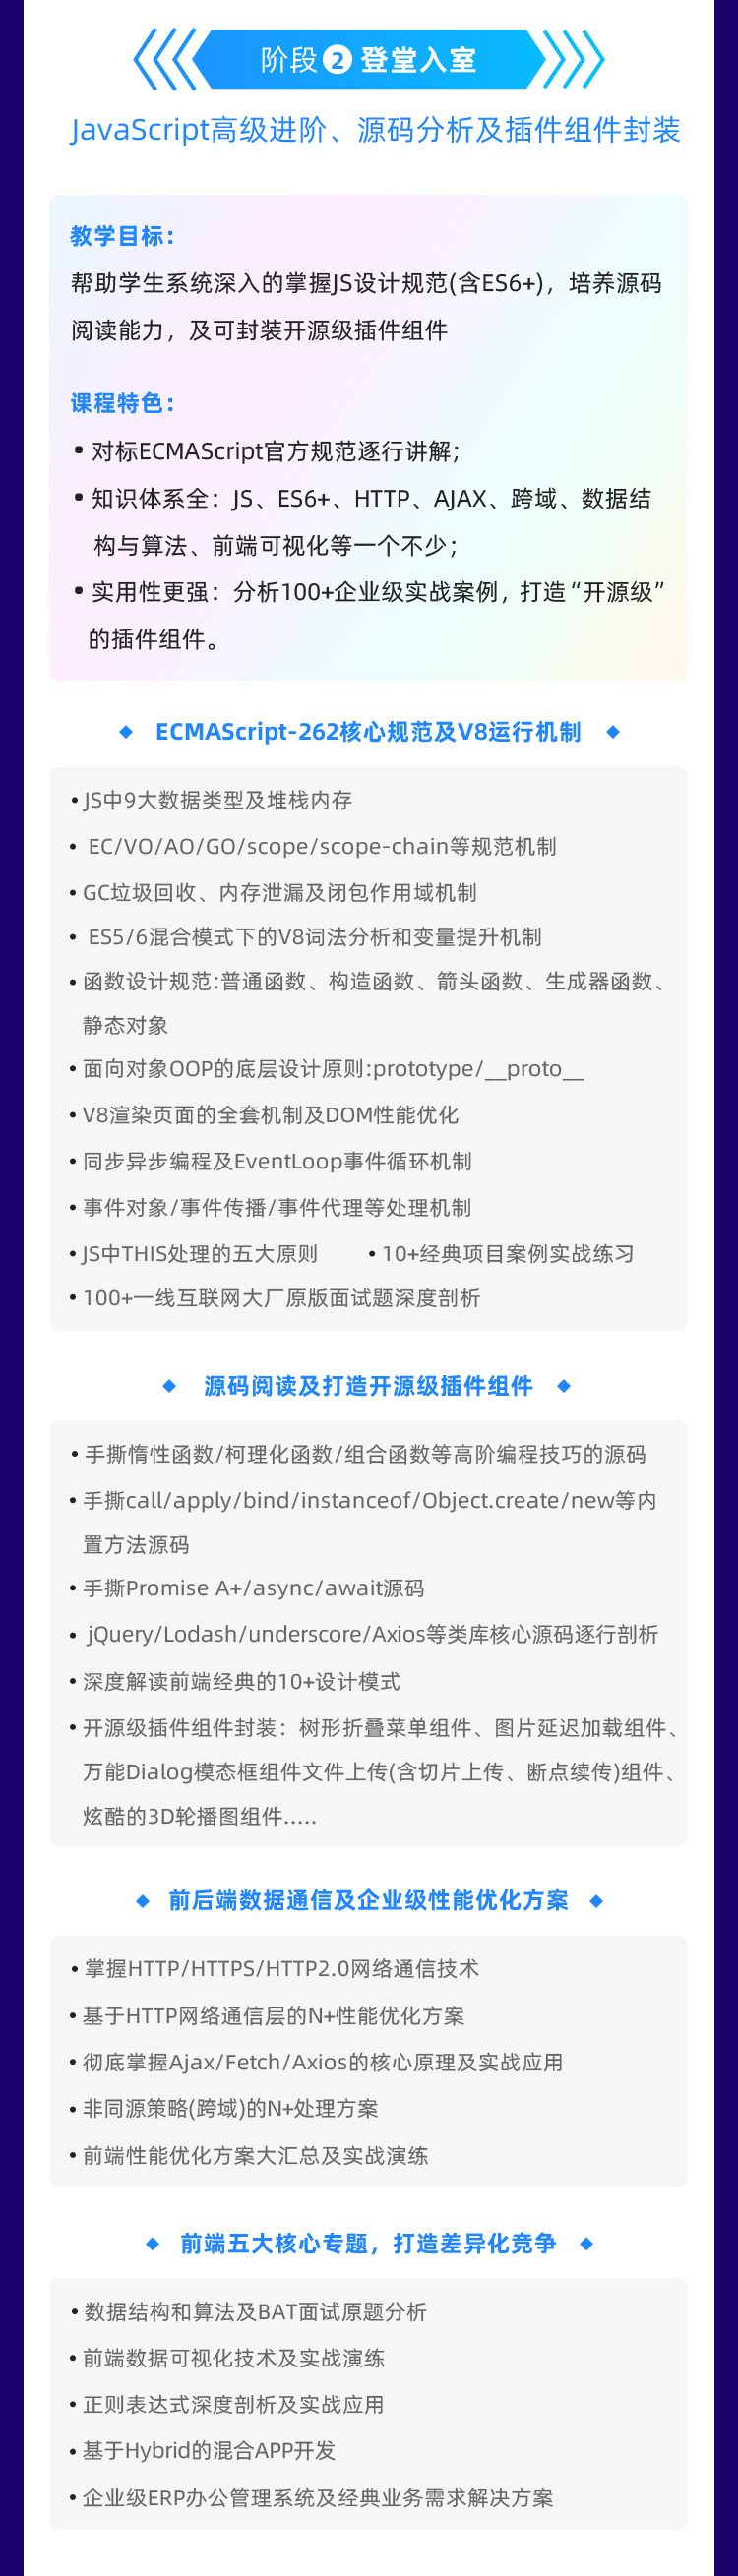 阶段 2 登堂入室
JavaScript高级进阶、源码分析及插件组件封装
教学目标：
帮助学生系统深入的掌握JS设计规范(含ES6+)，培养源码
阅读能力，及可封装开源级插件组件
课程特色：
• 对标ECMAScript官方规范逐行讲解；
• 知识体系全：JS、ES6+、HTTP、AJAX、跨域、数据结
构与算法、前端可视化等一个不少；
• 实用性更强：分析100+企业级实战案例，打造“开源级”
的插件组件。
◆ ECMAScript-262核心规范及V8运行机制 ◆
• JS中9大数据类型及堆栈内存
• EC/VO/AO/GO/scope/scope-chain等规范机制
• GC垃圾回收、内存泄漏及闭包作用域机制
• ES5/6混合模式下的V8词法分析和变量提升机制
• 函数设计规范:普通函数、构造函数、箭头函数、生成器函数、
静态对象
• 面向对象OOP的底层设计原则:prototype/__proto__
• V8渲染页面的全套机制及DOM性能优化
• 同步异步编程及EventLoop事件循环机制
• 事件对象/事件传播/事件代理等处理机制
• JS中THIS处理的五大原则 • 10+经典项目案例实战练习
• 100+一线互联网大厂原版面试题深度剖析
◆ 源码阅读及打造开源级插件组件 ◆
• 手撕惰性函数/柯理化函数/组合函数等高阶编程技巧的源码
• 手撕call/apply/bind/instanceof/Object.create/new等内
置方法源码
• 手撕Promise A+/async/await源码
• jQuery/Lodash/underscore/Axios等类库核心源码逐行剖析
• 深度解读前端经典的10+设计模式
• 开源级插件组件封装：树形折叠菜单组件、图片延迟加载组件、
万能Dialog模态框组件文件上传(含切片上传、断点续传)组件、
炫酷的3D轮播图组件.....
◆ 前后端数据通信及企业级性能优化方案 ◆
• 掌握HTTP/HTTPS/HTTP2.0网络通信技术
• 基于HTTP网络通信层的N+性能优化方案
• 彻底掌握Ajax/Fetch/Axios的核心原理及实战应用
• 非同源策略(跨域)的N+处理方案
• 前端性能优化方案大汇总及实战演练
◆ 前端五大核心专题，打造差异化竞争 ◆
• 数据结构和算法及BAT面试原题分析
• 前端数据可视化技术及实战演练
• 正则表达式深度剖析及实战应用
• 基于Hybrid的混合APP开发
• 企业级ERP办公管理系统及经典业务需求解决方案